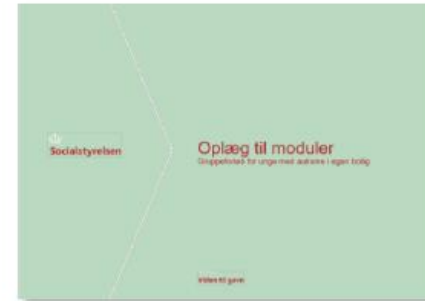 Socialstyrelsen
Oplæg til moduler
Gruppeforløb for unge med autisme i egen bolig
Viden til gavn